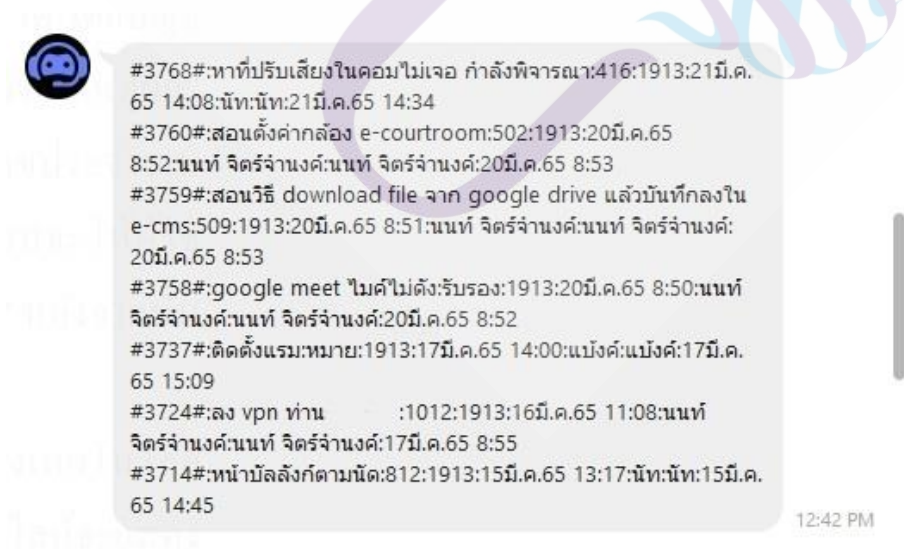 #3768#:หาที่ปรับเสียงในคอมไม่เจอ กำลังพิจารณา:416:1913:21มี.ค.
65 14:08:นัท:นัท:21มี.ค.65 14:34
#3760#:สอนตั้งค่ากล้อง e-courtroom:502:1913:20มี.ค.65
8:52:นนท์ จิตร์จำนงค์:นนท์ จิตร์จำนงค์:20มี.ค.65 8:53
#3759#:สอนวิธี download file จาก google drive แล้วบันทึกลงใน
e-cms:509:1913:20มี.ค.65 8:51:นนท์ จิตร์จำนงค์:นนท์ จิตร์จำนงค์:
20มี.ค.65 8:53
#3758#:google meet ไมค์ไม่ดัง:รับรอง:1913:20มี.ค.65 8:50:นนท์
จิตร์จำนงค์:นนท์ จิตร์จำนงค์:20มี.ค.65 8:52
#3737#:ติดตั้งแรม:หมาย:1913:17มี.ค.65 14:00:แบ้งค์:แบ้งค์:17มี.ค.
65 15:09
#3724#:ลง vpn ท่าน :1012:1913:16มี.ค.65 11:08:นนท์
จิตร์จำนงค์:นนท์ จิตร์จำนงค์:17มี.ค.65 8:55
#3714#:หน้าบัลลังก์ตามนัด:812:1913:15มี.ค.65 13:17:นัท:นัท:15มี.ค.
65 14:45
12:42 PM